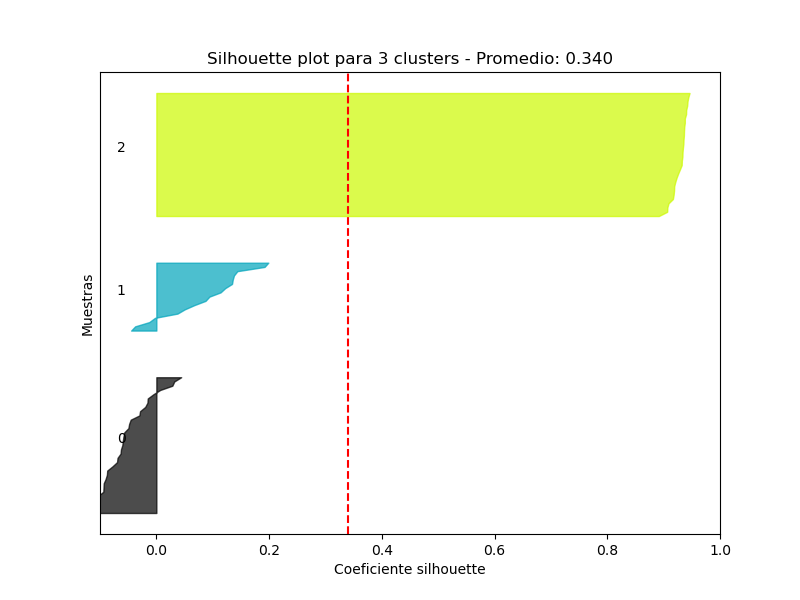 Silhouette plot para 3 clusters - Promedio: 0.340
2
1
0
Muestras
0.0 0.2 0.4 0.6 0.8 1.0
Coeficiente silhouette